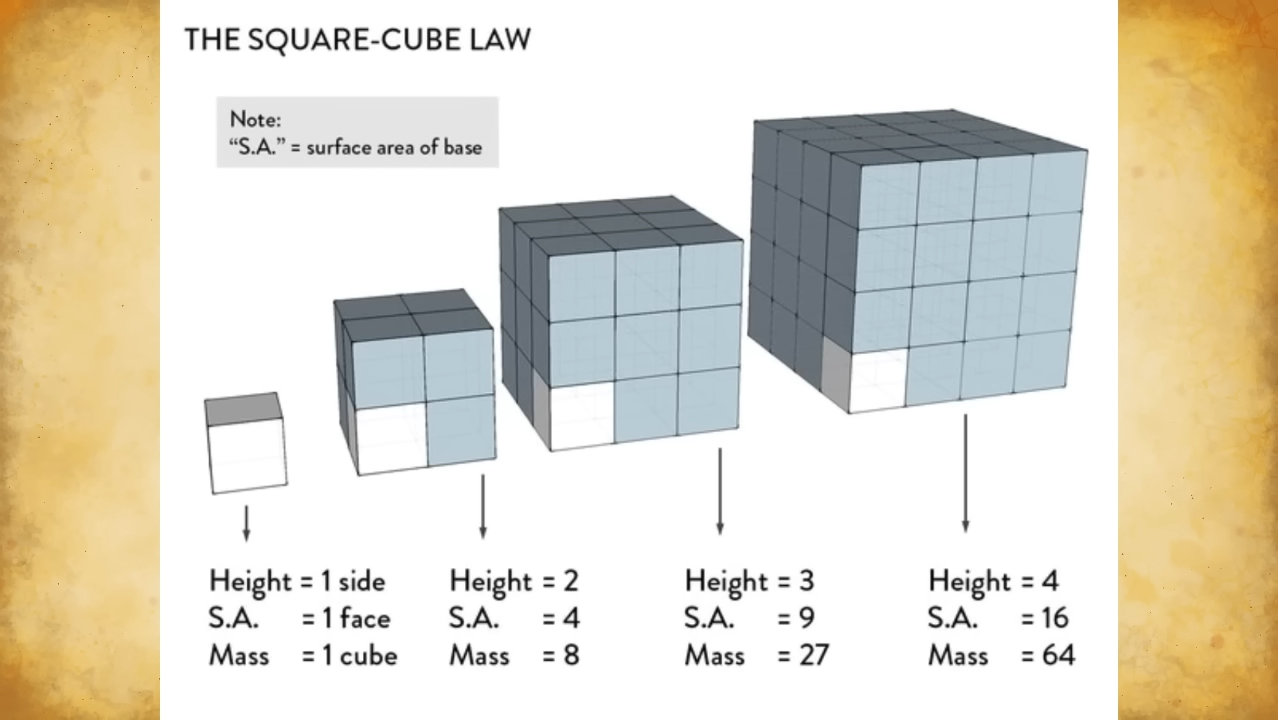 THE SQUARE-CUBE LAW
Note:
“S.A.” = surface area of base
Height = 1 side
S.A. = 1 face
Mass = 1 cube
Height = 2
S.A. = 4
Mass = 8
Height = 3
S.A. = 9
Mass = 27
Height = 4
S.A. = 16
Mass = 64